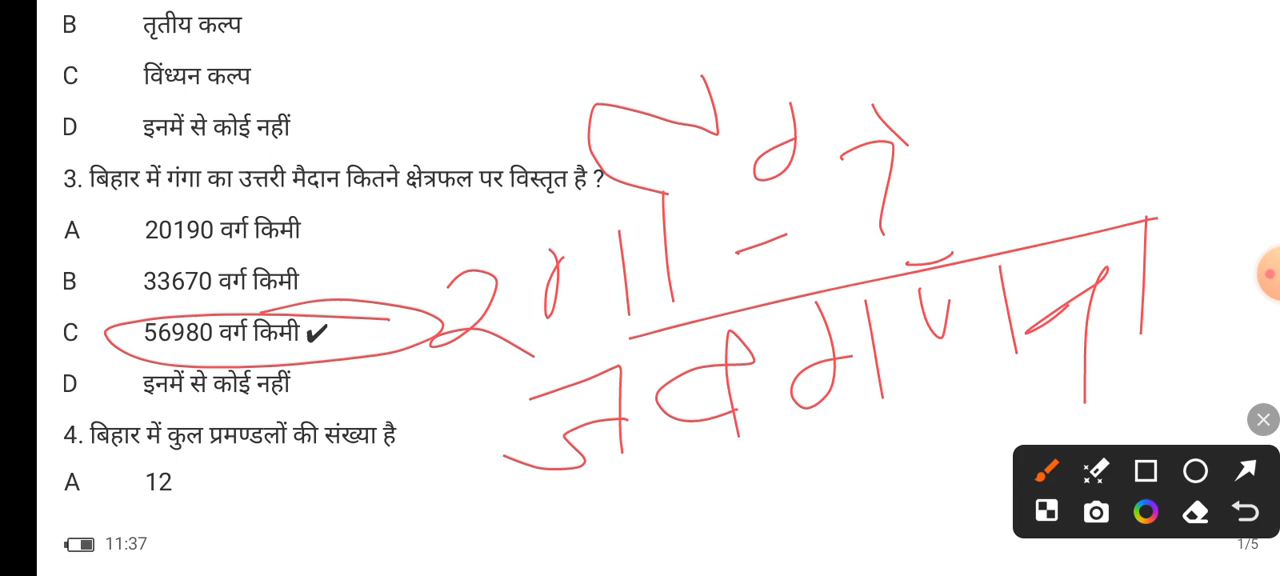 B तृतीय कल्प
C विंध्यन कल्प
D इनमें से कोई नहीं
3. बिहार में गंगा का उत्तरी मैदान कितने क्षेत्रफल पर विस्तृत है ?
A 20190 वर्ग किमी
B 33670 वर्ग किमी
C 56980 वर्ग किमी ✔
D इनमें से कोई नहीं
4. बिहार में कुल प्रमण्डलों की संख्या है
A 12
11:37
1/5